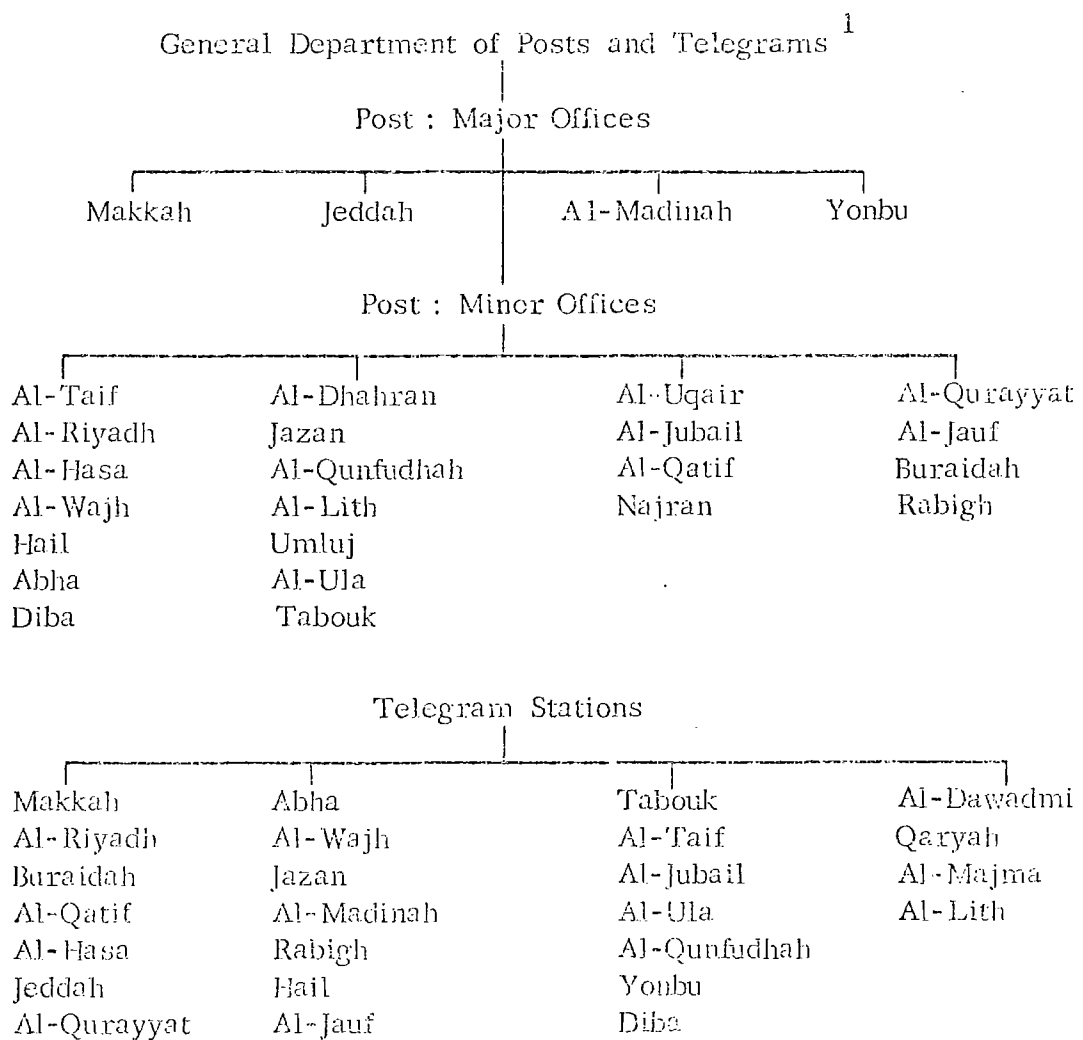 General Department of Posts and Telegrams 1
Post : Major Offices
Makkah Jeddah Al-Madinah Yonbu
Post : Minor Offices
Al-Taif Al-Dhahran Al-Uqair Al-Qurayyat
Al-Riyadh Jazan Al-Jubail Al-Jauf
Al-Hasa Al-Qunfudhah Al-Qatif Buraidah
Al-Wajh Al-Lith Najran Rabigh
Hail Umluj
Abha Al-Ula
Diba Tabouk
Telegram Stations
Makkah Abha Tabouk Al-Dawadmi
Al-Riyadh Al-Wajh Al-Taif Qaryah
Buraidah Jazan Al-Jubail Al-Majma
Al-Qatif Al-Madinah Al-Ula Al-Lith
Al-Hasa Rabigh Al-Qunfudhah
Jeddah Hail Yonbu
Al-Qurayyat Al-Jauf Diba